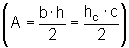 (A = b·h/2 = h_c·c/2)